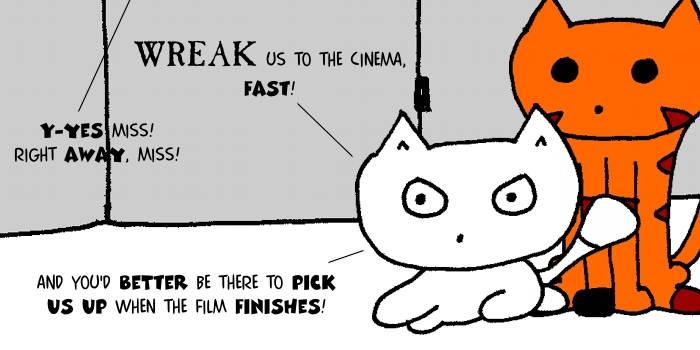 WREAK US TO THE CINEMA,
FAST!
Y-YES MISS!
RIGHT AWAY, MISS!
AND YOU'D BETTER BE THERE TO PICK
US UP WHEN THE FILM FINISHES!